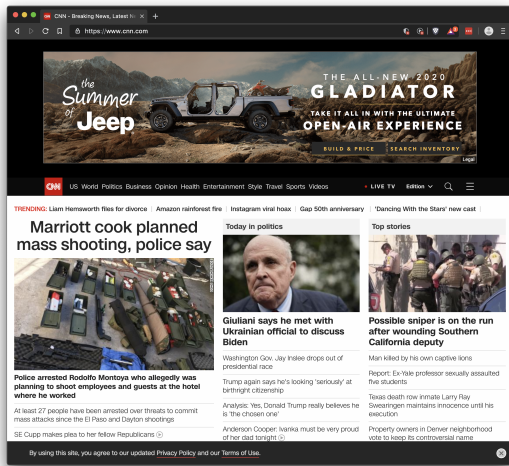 CNN - Breaking News, Latest Ne
https://www.cnn.com
the
Summer
of Jeep
THE ALL-NEW 2020
GLADIATOR
TAKE IT ALL IN WITH THE ULTIMATE
OPEN-AIR EXPERIENCE
BUILD & PRICE SEARCH INVENTORY
Legal
CNN US World Politics Business Opinion Health Entertainment Style Travel Sports Videos LIVE TV Edition
TRENDING: Liam Hemsworth files for divorce Amazon rainforest fire Instagram viral hoax Gap 50th anniversary 'Dancing With the Stars' new cast
Marriott cook planned
mass shooting, police say
Police arrested Rodolfo Montoya who allegedly was
planning to shoot employees and guests at the hotel
where he worked
At least 27 people have been arrested over threats to commit
mass attacks since the El Paso and Dayton shootings
SE Cupp makes plea to her fellow Republicans
Today in politics
Giuliani says he met with
Ukrainian official to discuss
Biden
Washington Gov. Jay Inslee drops out of
presidential race
Trump again says he's looking 'seriously' at
birthright citizenship
Analysis: Yes, Donald Trump really believes he
is 'the chosen one'
Anderson Cooper: Ivanka must be very proud
of her dad tonight
Top stories
Possible sniper is on the run
after wounding Southern
California deputy
Man killed by his own captive lions
Report: Ex-Yale professor sexually assaulted
five students
Texas death row inmate Larry Ray
Swearingen maintains innocence until his
execution
Property owners in Denver neighborhood
vote to keep its controversial name
By using this site, you agree to our updated Privacy Policy and our Terms of Use.